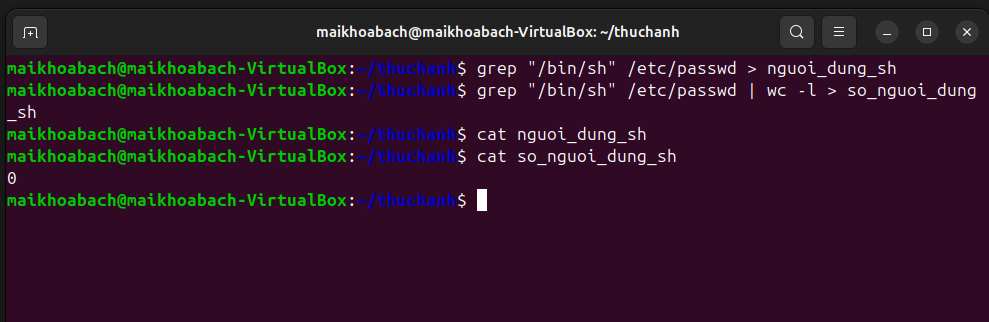 maikhoabach@maikhoabach-VirtualBox: ~/thuchanh
maikhoabach@maikhoabach-VirtualBox:~/thuchanh$ grep "/bin/sh" /etc/passwd > nguoi_dung_sh
maikhoabach@maikhoabach-VirtualBox:~/thuchanh$ grep "/bin/sh" /etc/passwd | wc -l > so_nguoi_dung
_sh
maikhoabach@maikhoabach-VirtualBox:~/thuchanh$ cat nguoi_dung_sh
maikhoabach@maikhoabach-VirtualBox:~/thuchanh$ cat so_nguoi_dung_sh
0
maikhoabach@maikhoabach-VirtualBox:~/thuchanh$